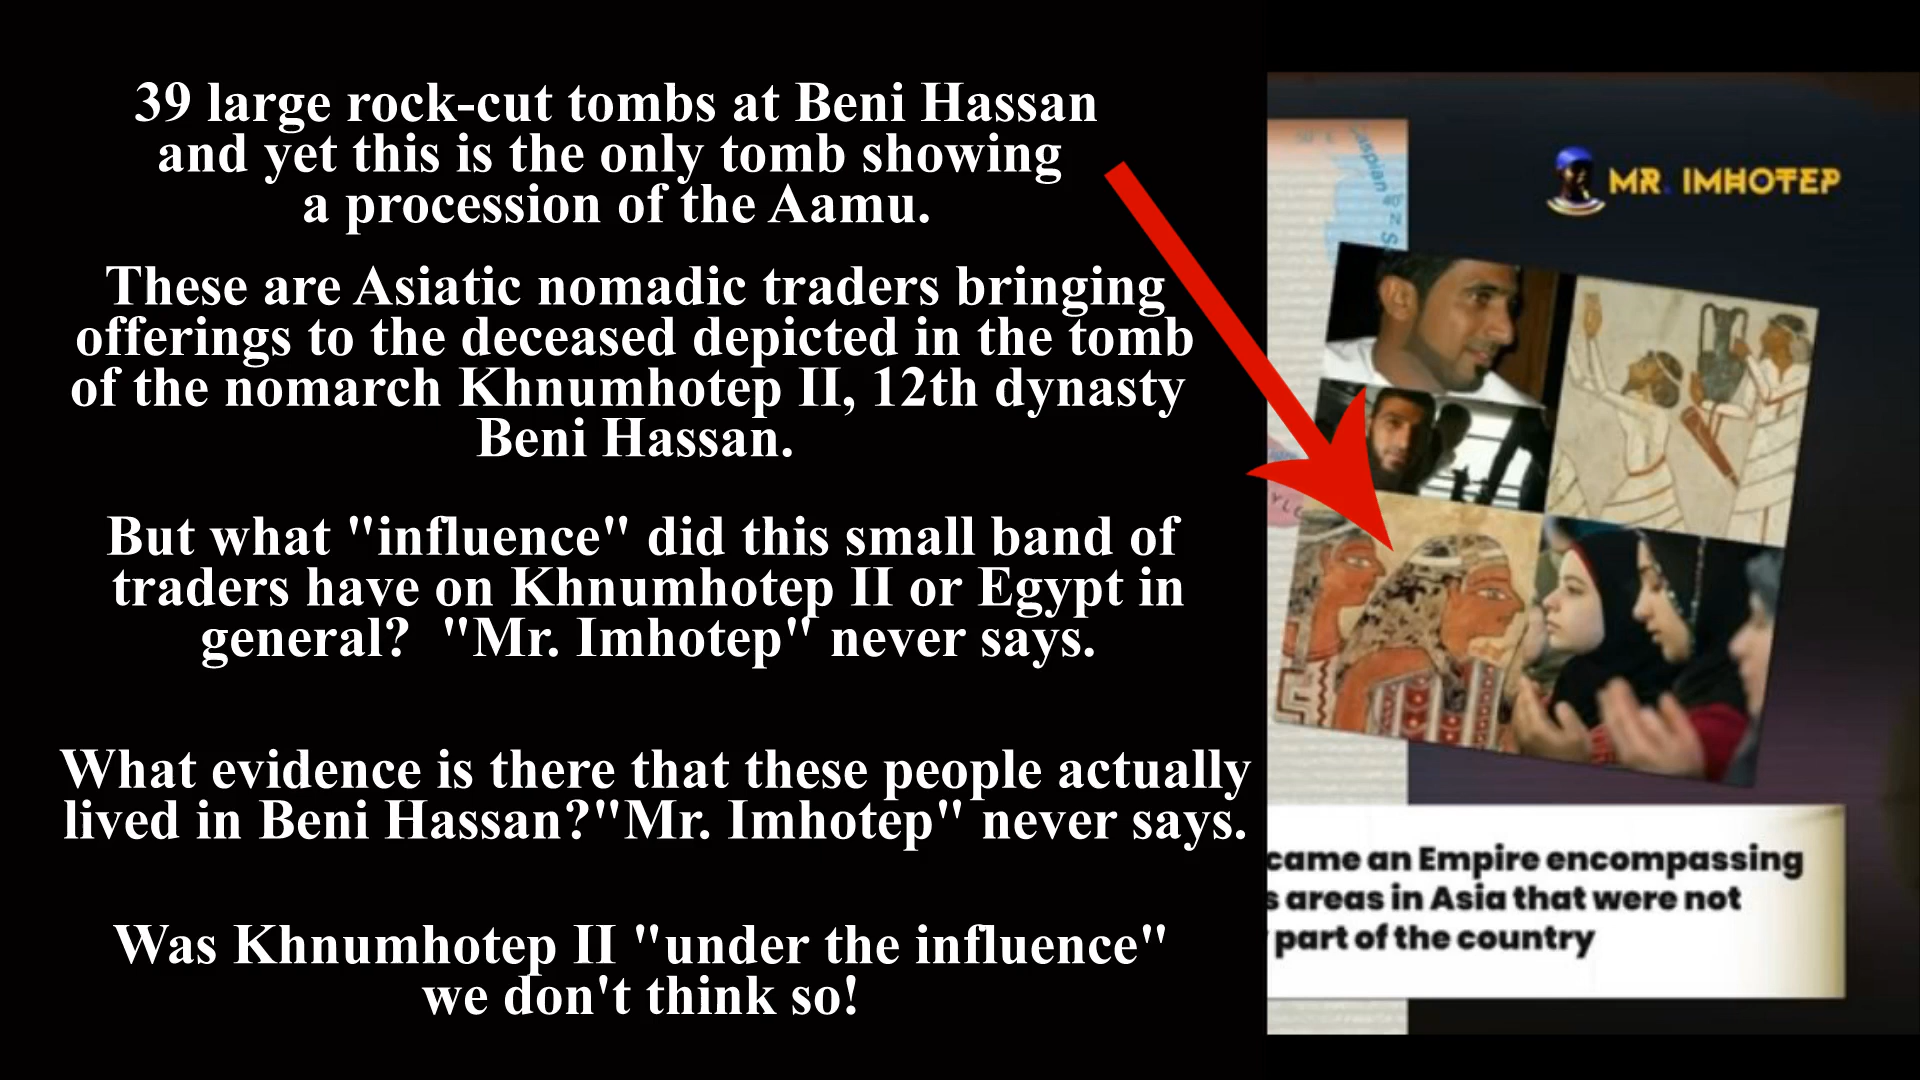 39 large rock-cut tombs at Beni Hassan
and yet this is the only tomb showing
a procession of the Aamu.
These are Asiatic nomadic traders bringing
offerings to the deceased depicted in the tomb
of the nomarch Khnumhotep II, 12th dynasty
Beni Hassan.
But what "influence" did this small band of
traders have on Khnumhotep II or Egypt in
general? "Mr. Imhotep" never says.
What evidence is there that these people actually
lived in Beni Hassan?"Mr. Imhotep" never says.
Was Khnumhotep II "under the influence"
we don't think so!
Caspian
MR. IMHOTEP
came an Empire encompassing
s areas in Asia that were not
part of the country